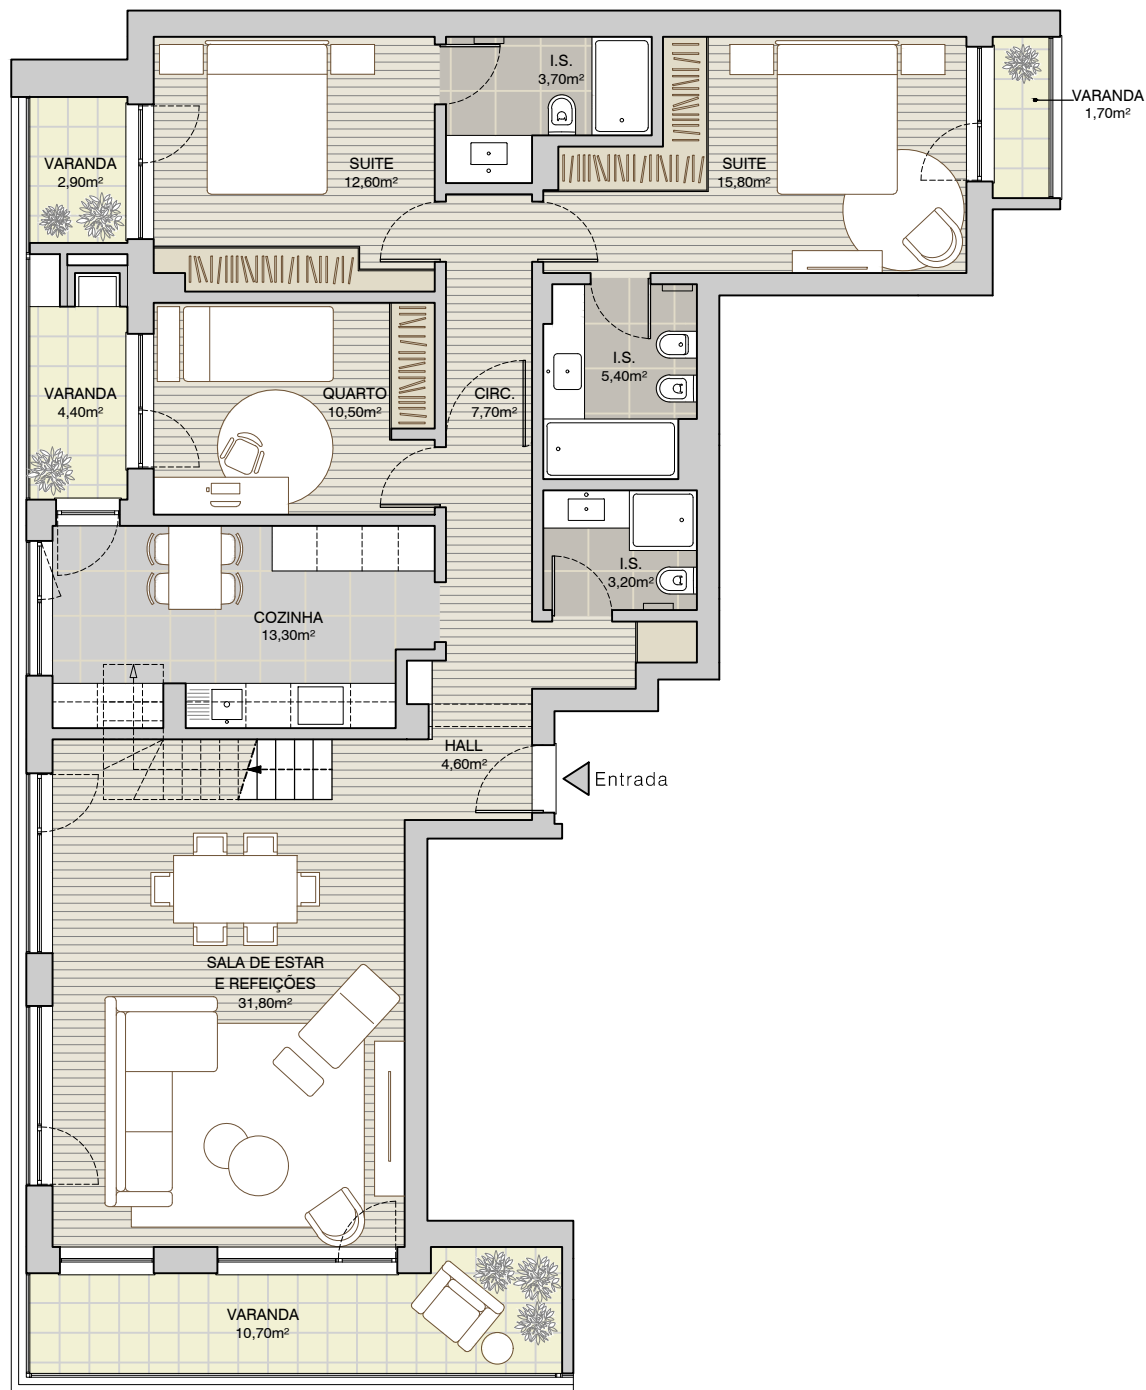 I.S.
3,70m²
VARANDA
1,70m²
VARANDA
2,90m²
SUITE
12,60m²
SUITE
15,80m²
VARANDA
4,40m²
QUARTO
10,50m²
CIRC.
7,70m²
I.S.
5,40m²
I.S.
3,20m²
COZINHA
13,30m²
HALL
4,60m²
Entrada
SALA DE ESTAR
E REFEIÇÕES
31,80m²
VARANDA
10,70m²